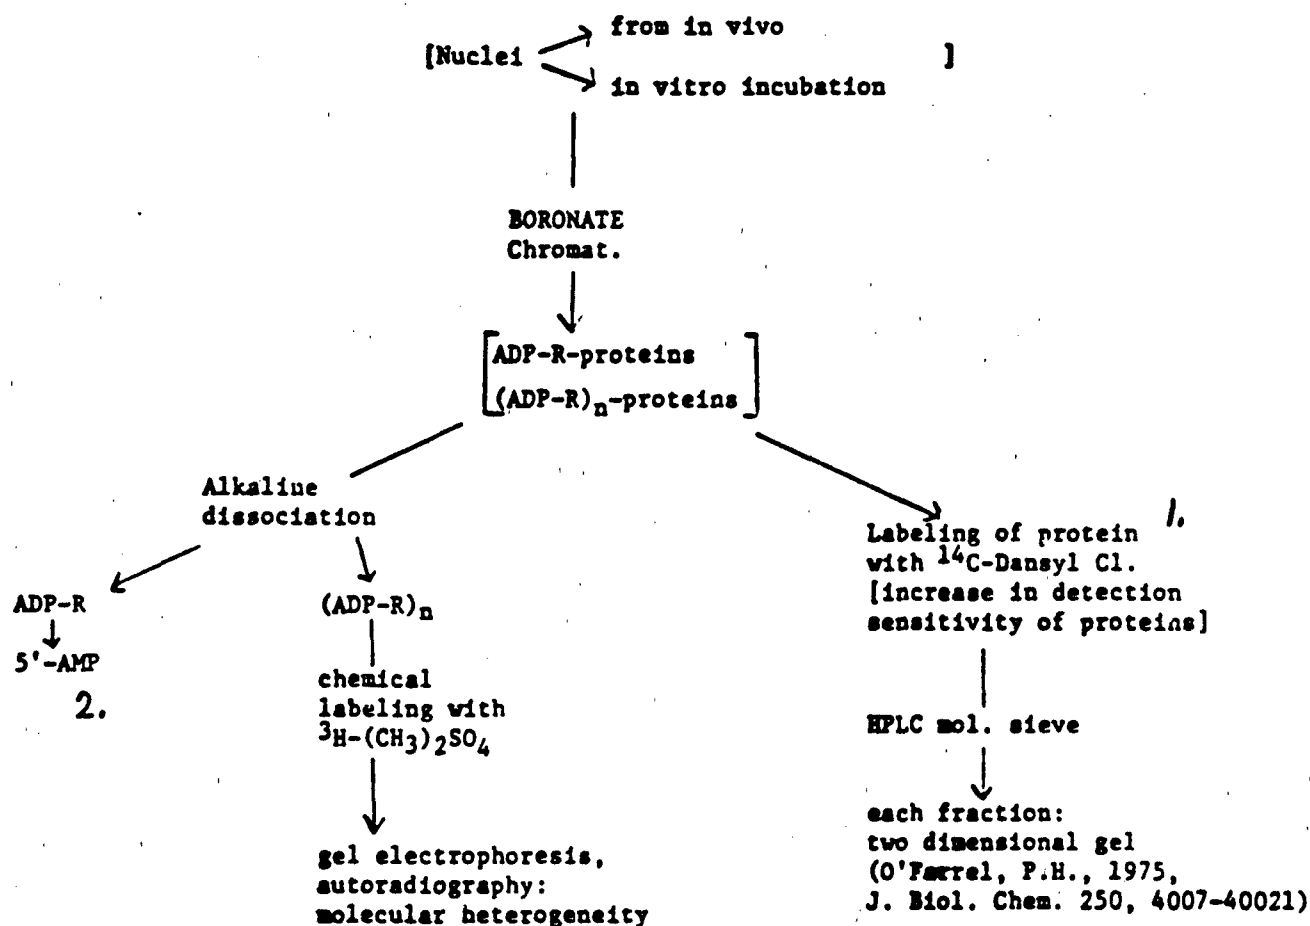 from in vivo
[Nuclei ]
in vitro incubation
BORONATE
Chromat.
ADP-R-proteins
(ADP-R)n-proteins
Alkaline
dissociation
ADP-R
5'-AMP
2.
(ADP-R)n
chemical
labeling with
3H-(CH3)2SO4
gel electrophoresis,
autoradiography:
molecular heterogeneity
1.
Labeling of protein
with 14C-Dansyl Cl.
[increase in detection
sensitivity of proteins]
HPLC mol. sieve
each fraction:
two dimensional gel
(O'Farrel, P.H., 1975,
J. Biol. Chem. 250, 4007-40021)